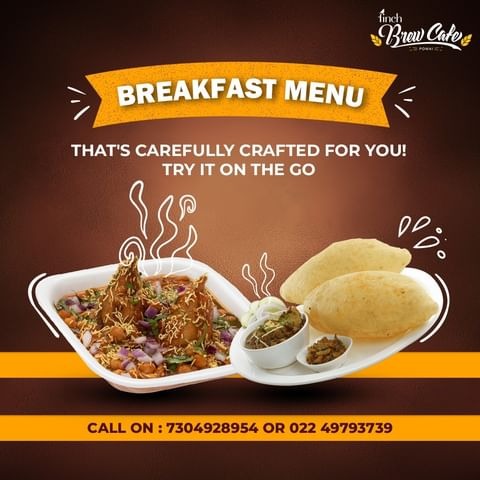 finch
Brew Cafe
POWAI
BREAKFAST MENU
THAT'S CAREFULLY CRAFTED FOR YOU!
TRY IT ON THE GO
CALL ON : 7304928954 OR 022 49793739